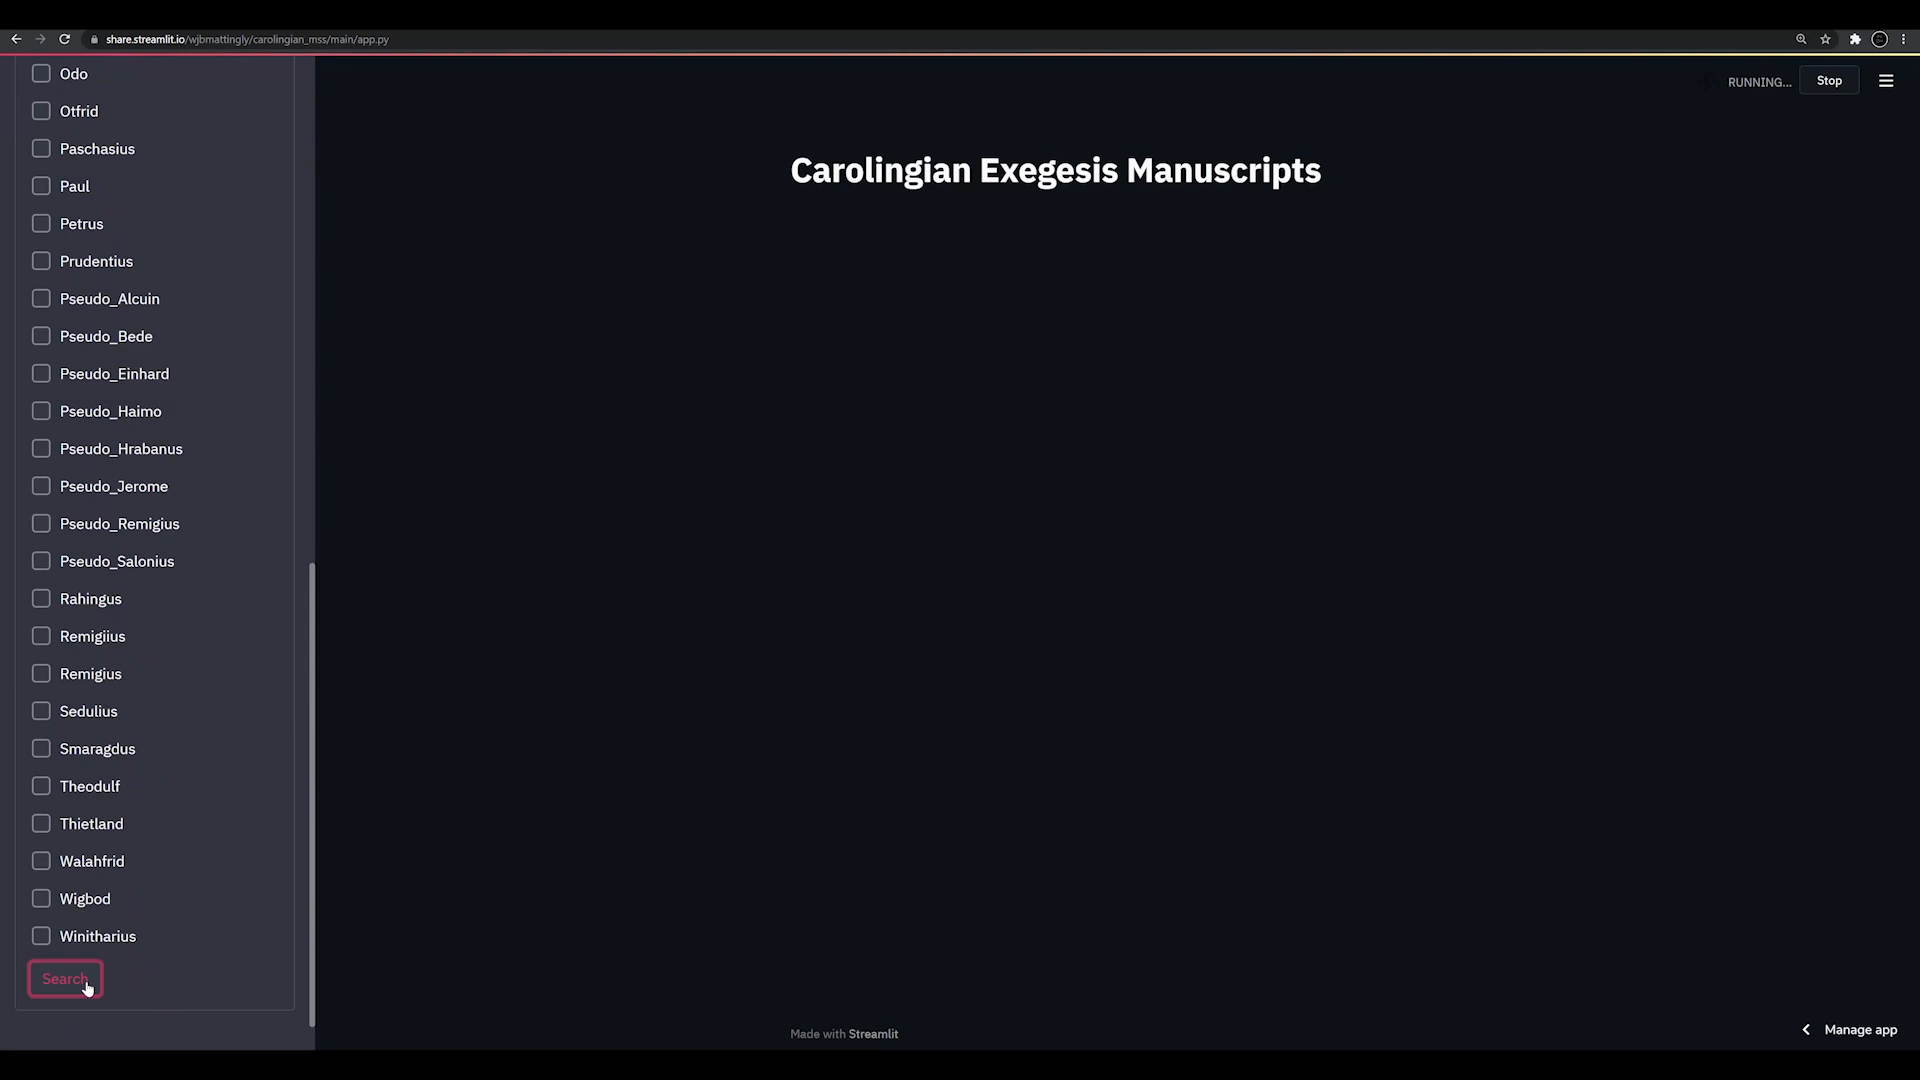 share.streamlit.io/wjbmattingly/carolingian_mss/main/app.py
Odo
Otfrid
Paschasius
Paul
Petrus
Prudentius
Pseudo_Alcuin
Pseudo_Bede
Pseudo_Einhard
Pseudo_Haimo
Pseudo_Hrabanus
Pseudo_Jerome
Pseudo_Remigius
Pseudo_Salonius
Rahingus
Remigiius
Remigius
Sedulius
Smaragdus
Theodulf
Thietland
Walahfrid
Wigbod
Winitharius
Search
RUNNING...
Stop
Carolingian Exegesis Manuscripts
Made with Streamlit
Manage app